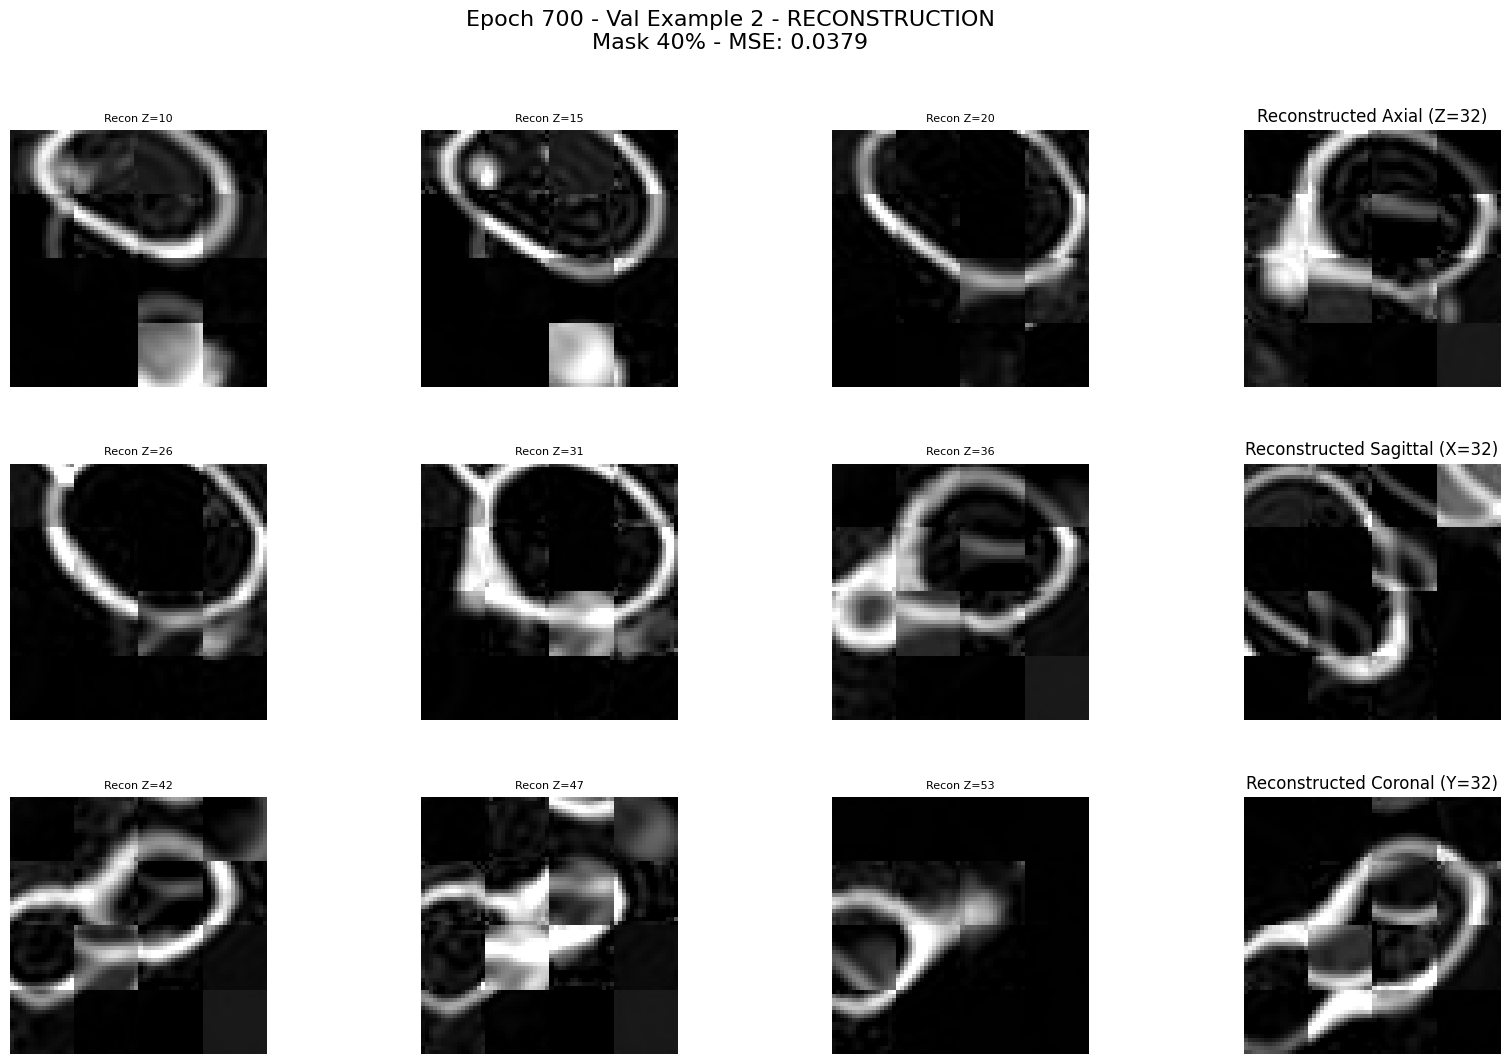 Epoch 700 - Val Example 2 - RECONSTRUCTION
Mask 40% - MSE: 0.0379
Recon Z=10
Recon Z=15
Recon Z=20
Reconstructed Axial (Z=32)
Recon Z=26
Recon Z=31
Recon Z=36
Reconstructed Sagittal (X=32)
Recon Z=42
Recon Z=47
Recon Z=53
Reconstructed Coronal (Y=32)